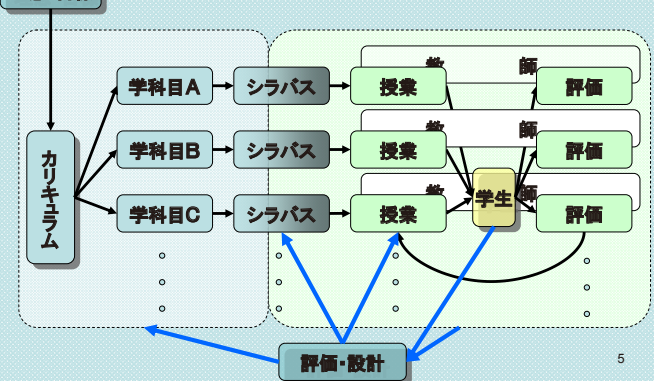 教 師
学科目A シラバス 授業 評価
教 師
カリキュラム 学科目B シラバス 授業 学生 評価
教 師
学科目C シラバス 授業 評価
評価・設計
5